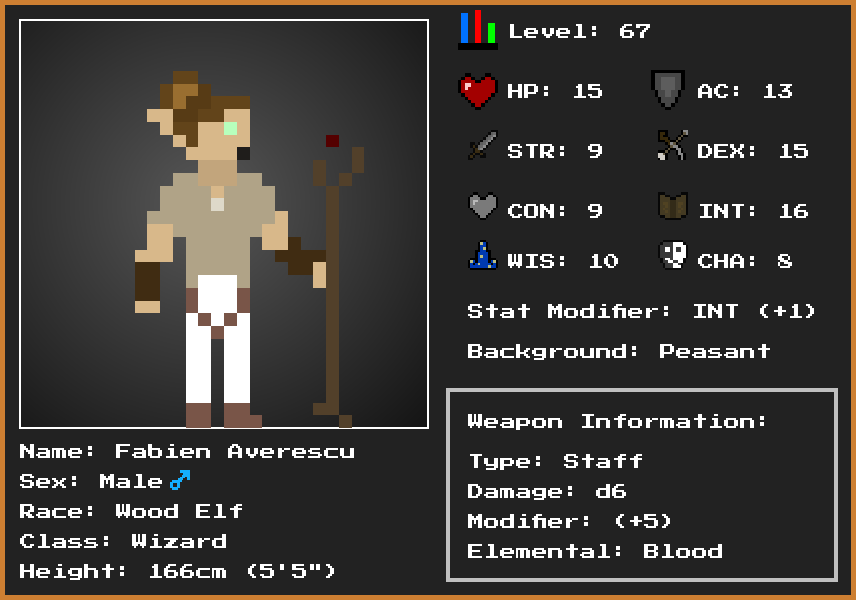 Level: 67
HP: 15
AC: 13
STR: 9
DEX: 15
CON: 9
INT: 16
WIS: 10
CHA: 8
Stat Modifier: INT (+1)
Background: Peasant
Weapon Information:
Type: Staff
Damage: d6
Modifier: (+5)
Elemental: Blood
Name: Fabien Averescu
Sex: Male♂
Race: Wood Elf
Class: Wizard
Height: 166cm (5'5")